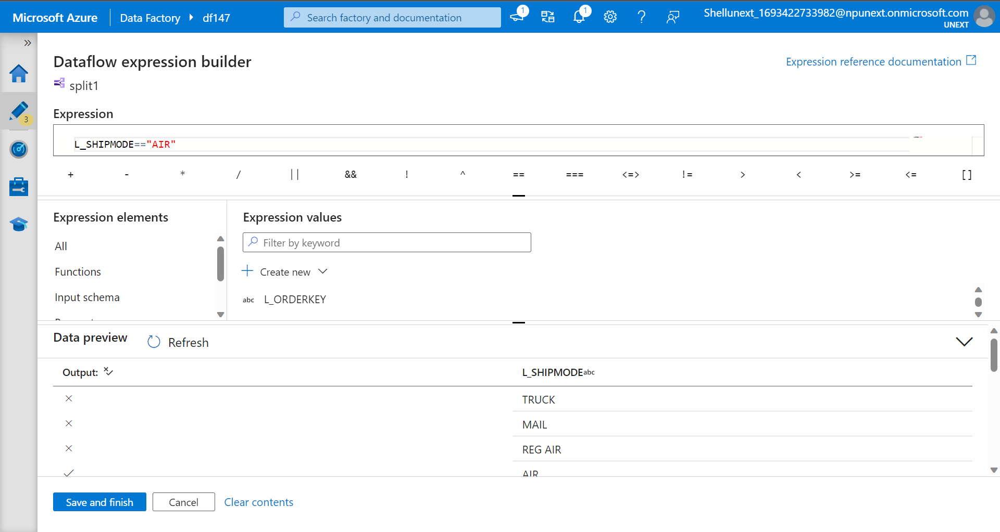 Microsoft Azure
Data Factory
df147
Search factory and documentation
1
1
Shellunext_1693422733982@npunext.onmicrosoft.com
UNEXT
3
Dataflow expression builder
Expression reference documentation
split1
Expression
L_SHIPMODE=="AIR"
+ - * / || && ! ^ == === <=> != > < >= <= []
Expression elements
All
Functions
Input schema
Expression values
Filter by keyword
Create new
abc L_ORDERKEY
Data preview
Refresh
Output:
L_SHIPMODE abc
TRUCK
MAIL
REG AIR
AIR
Save and finish
Cancel
Clear contents